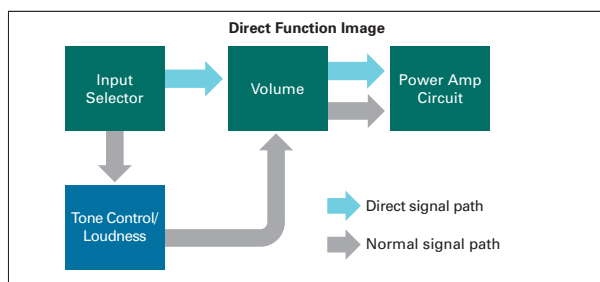 Direct Function Image
Input
Selector
Volume
Power Amp
Circuit
Tone Control/
Loudness
Direct signal path
Normal signal path